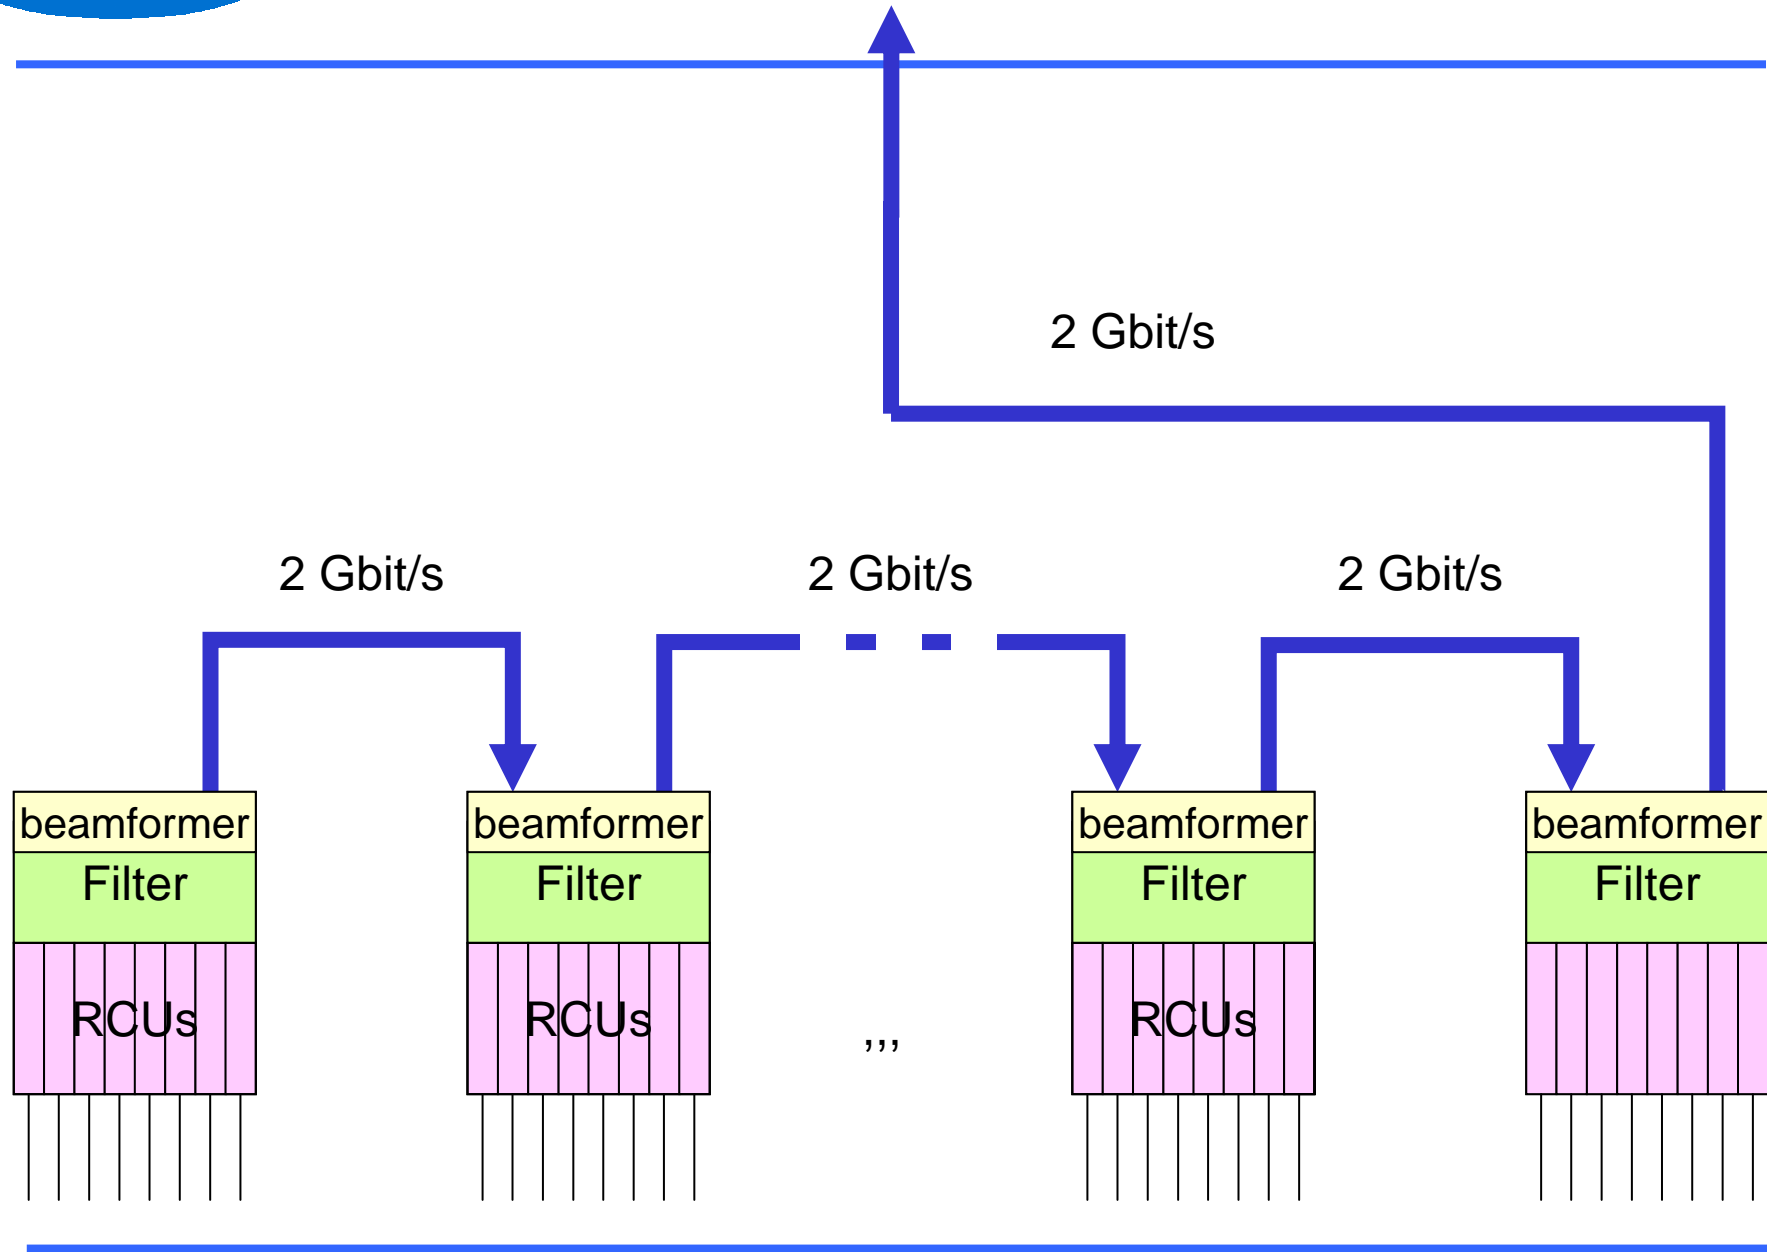 2 Gbit/s
2 Gbit/s
2 Gbit/s
2 Gbit/s
beamformer
beamformer
beamformer
beamformer
Filter
Filter
Filter
Filter
RCUs
RCUs
,,,
RCUs